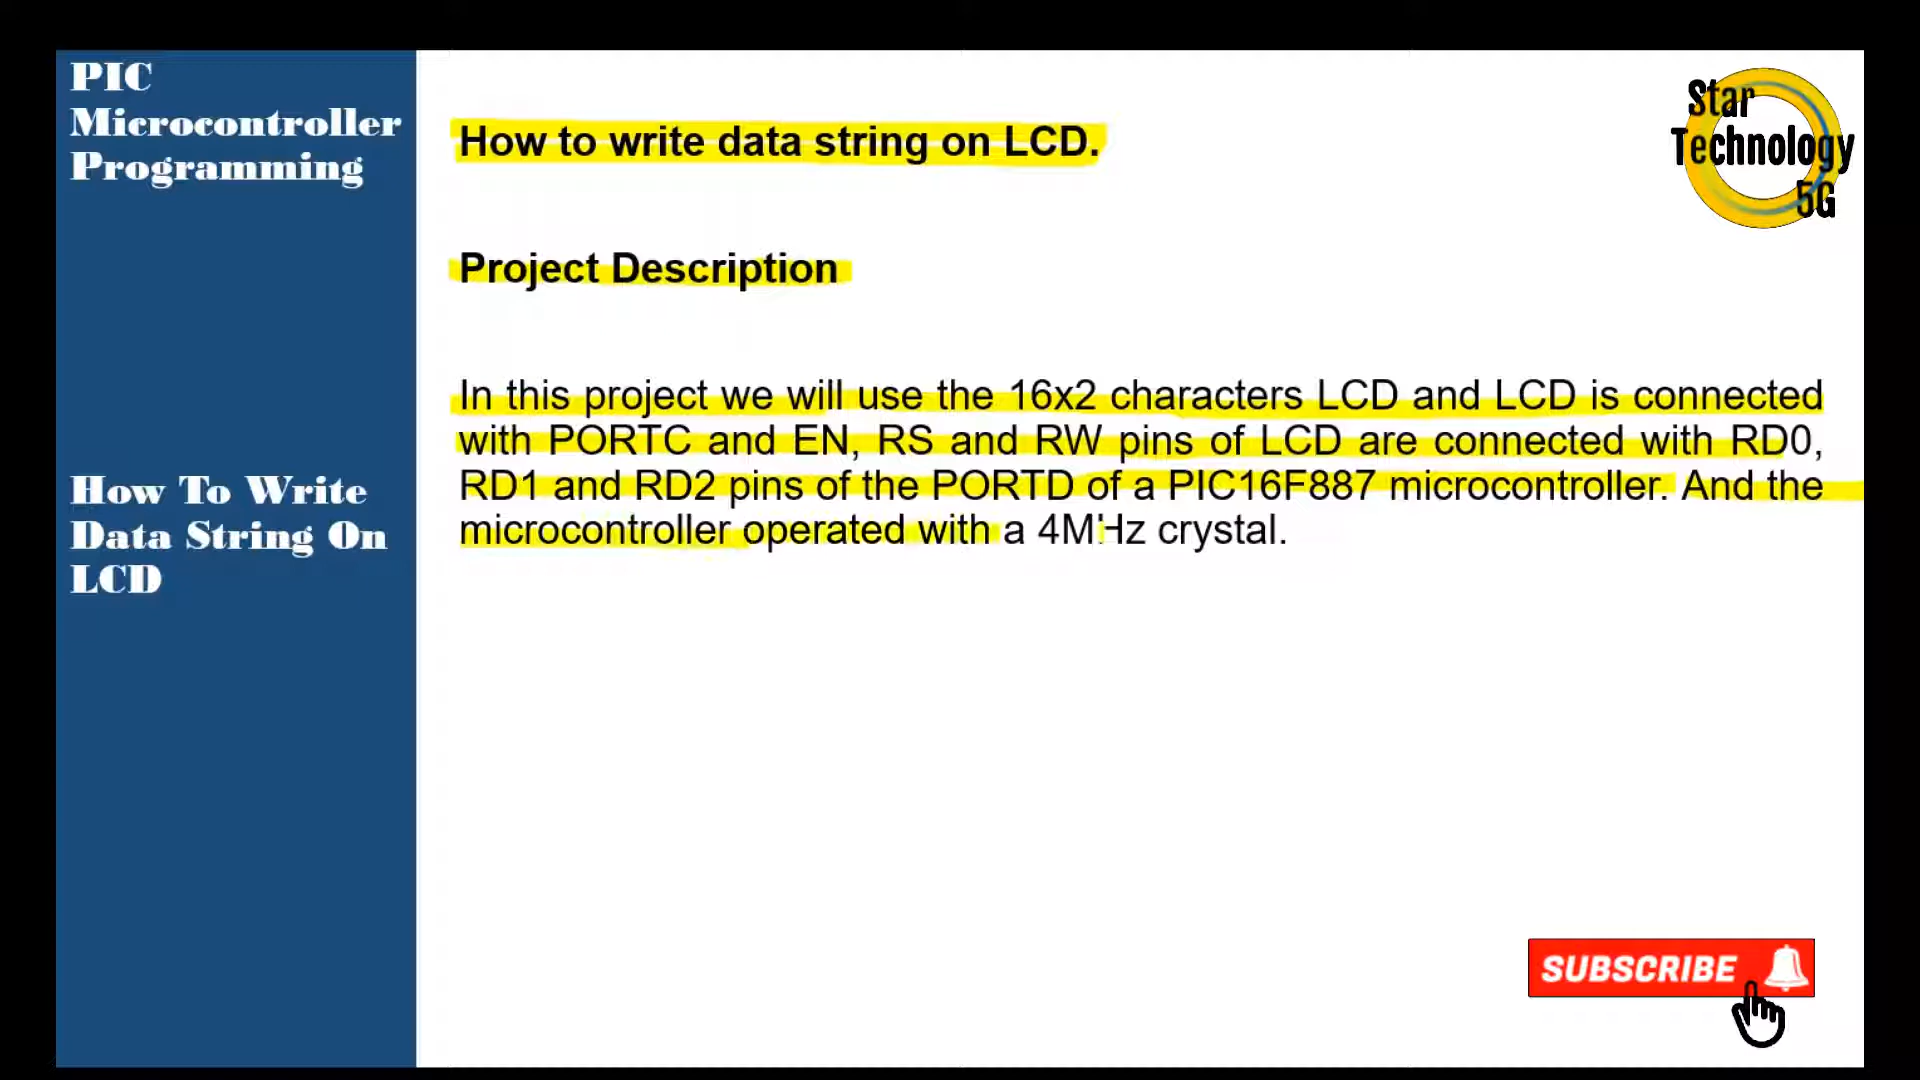 PIC
Microcontroller
Programming
How To Write
Data String On
LCD
How to write data string on LCD.
Project Description
In this project we will use the 16x2 characters LCD and LCD is connected
with PORTC and EN, RS and RW pins of LCD are connected with RD0,
RD1 and RD2 pins of the PORTD of a PIC16F887 microcontroller. And the
microcontroller operated with a 4MHz crystal.
Star
Technology
5G
SUBSCRIBE